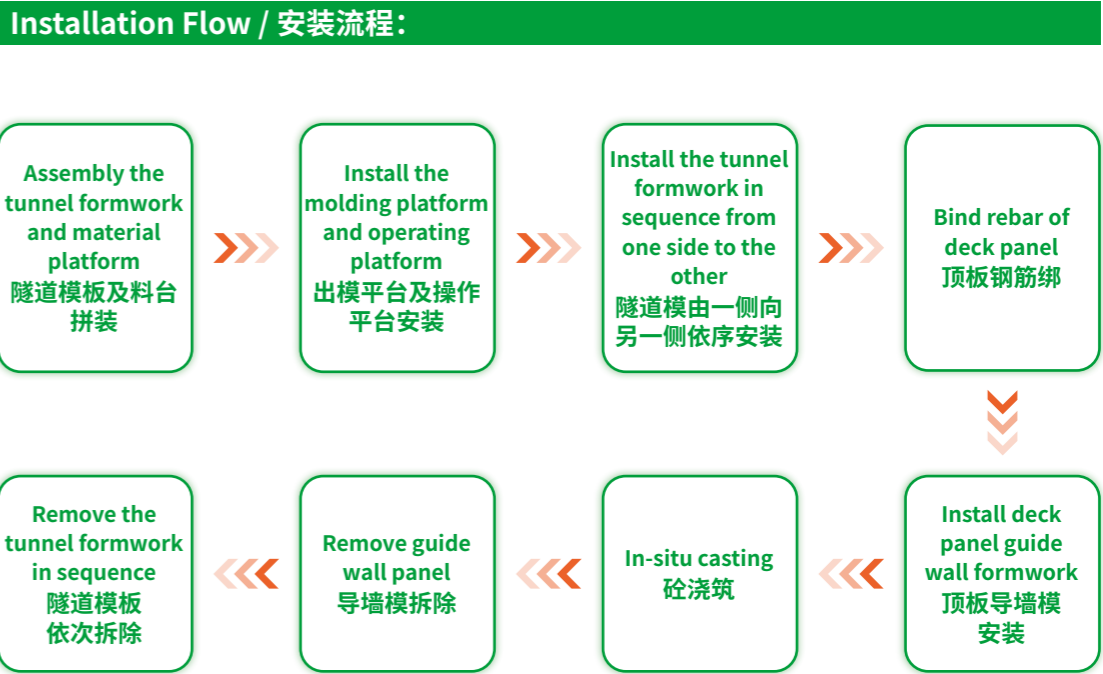 Installation Flow / 安装流程：
Assembly the
tunnel formwork
and material
platform
隧道模板及料台
拼装
Install the
molding platform
and operating
platform
出模平台及操作
平台安装
Install the tunnel
formwork in
sequence from
one side to the
other
隧道模由一侧向
另一侧依序安装
Bind rebar of
deck panel
顶板钢筋绑
Install deck
panel guide
wall formwork
顶板导墙模
安装
In-situ casting
砼浇筑
Remove guide
wall panel
导墙模拆除
Remove the
tunnel formwork
in sequence
隧道模板
依次拆除